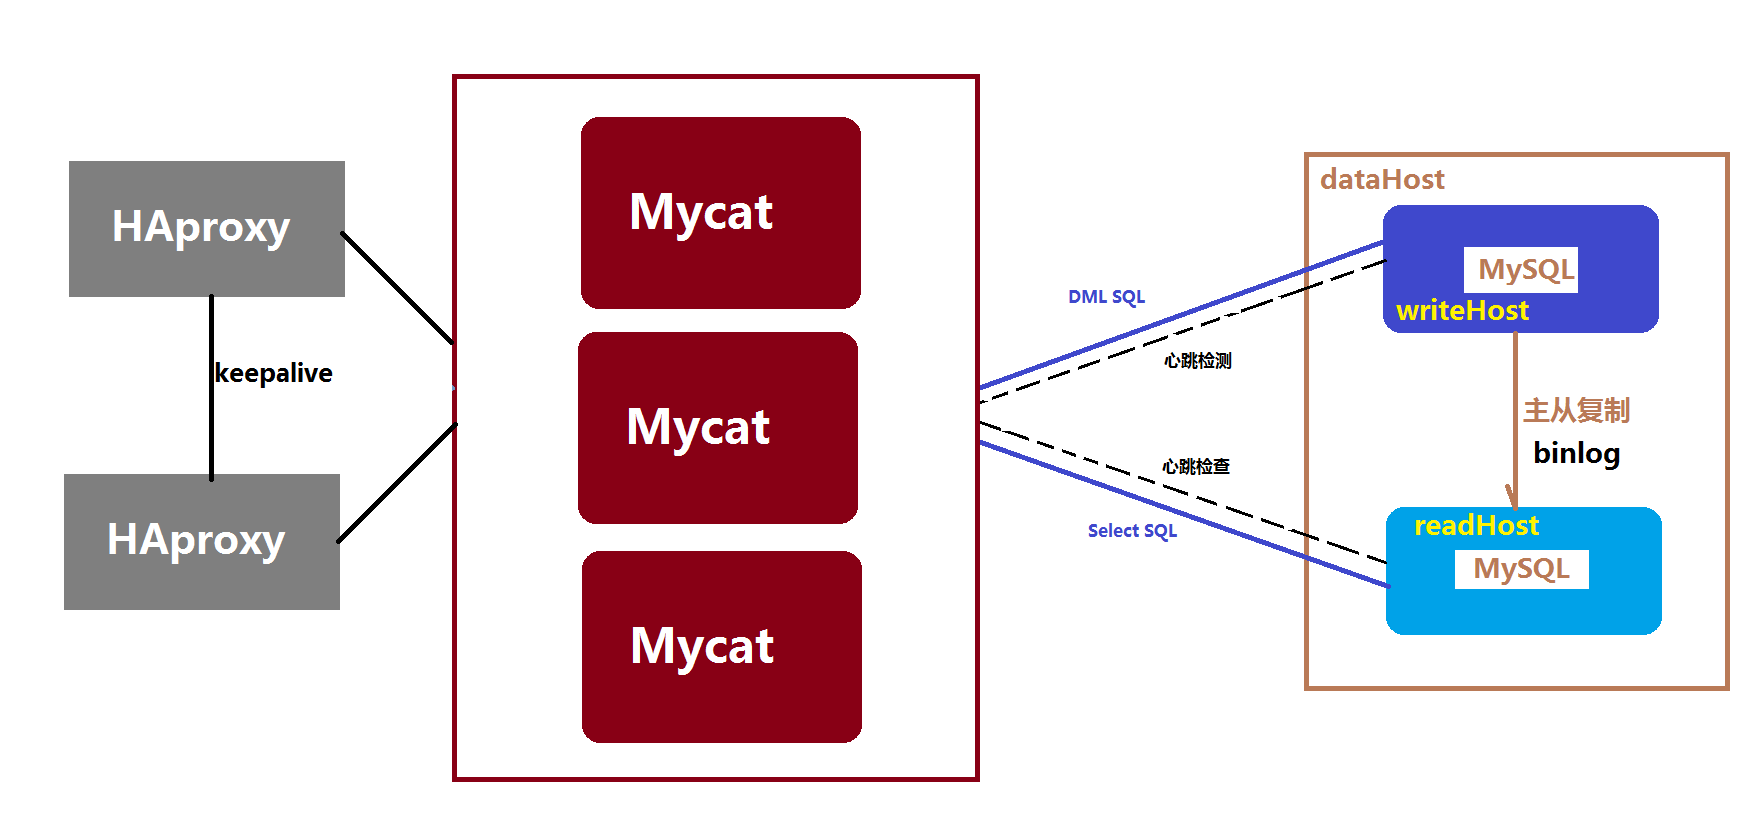 HAproxy
keepalive
HAproxy
Mycat
Mycat
Mycat
DML SQL
心跳检测
心跳检查
Select SQL
dataHost
MySQL
writeHost
主从复制
binlog
readHost
MySQL